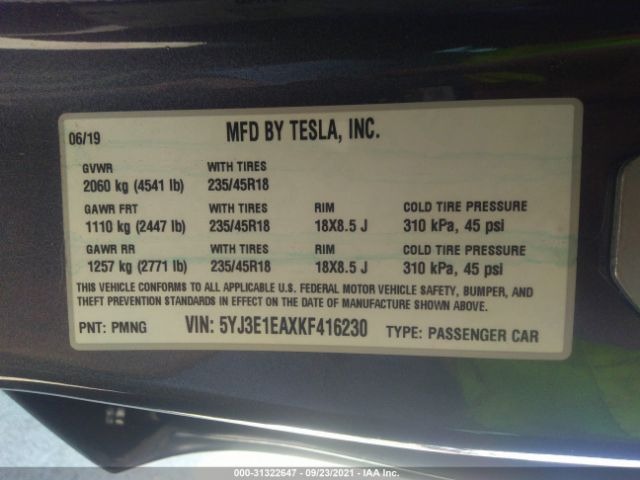 06/19 MFD BY TESLA, INC.
GVWR WITH TIRES
2060 kg (4541 lb) 235/45R18
GAWR FRT WITH TIRES RIM COLD TIRE PRESSURE
1110 kg (2447 lb) 235/45R18 18X8.5 J 310 kPa, 45 psi
GAWR RR WITH TIRES RIM COLD TIRE PRESSURE
1257 kg (2771 lb) 235/45R18 18X8.5 J 310 kPa, 45 psi
THIS VEHICLE CONFORMS TO ALL APPLICABLE U.S. FEDERAL MOTOR VEHICLE SAFETY, BUMPER, AND
THEFT PREVENTION STANDARDS IN EFFECT ON THE DATE OF MANUFACTURE SHOWN ABOVE.
PNT: PMNG VIN: 5YJ3E1EAXKF416230 TYPE: PASSENGER CAR
000-31322647 - 09/23/2021 - IAA Inc.